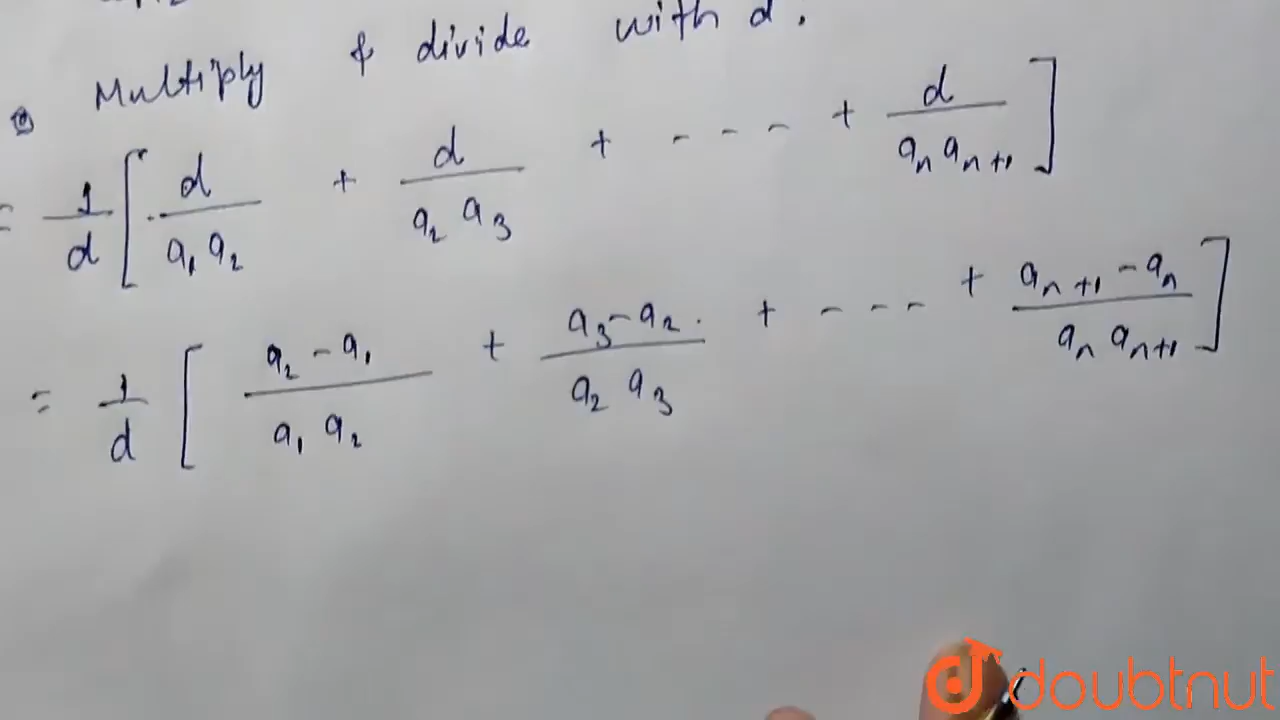 Multiply & divide with d.
= 1/d [ d/(a₁ a₂) + d/(a₂ a₃) + - - - + d/(aₙ aₙ₊₁) ]
= 1/d [ (a₂ - a₁)/(a₁ a₂) + (a₃ - a₂)/(a₂ a₃) + - - - + (aₙ₊₁ - aₙ)/(aₙ aₙ₊₁) ]
doubtnut